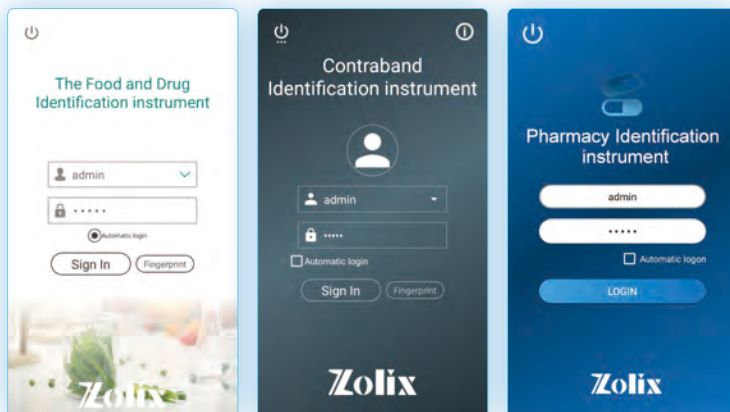 The Food and Drug
Identification instrument
admin
•••••
Automatic login
Sign In
Fingerprint
Zolix
Contraband
Identification instrument
admin
•••••
Automatic login
Sign In
Fingerprint
Zolix
Pharmacy Identification
instrument
admin
•••••
Automatic logon
LOGIN
Zolix